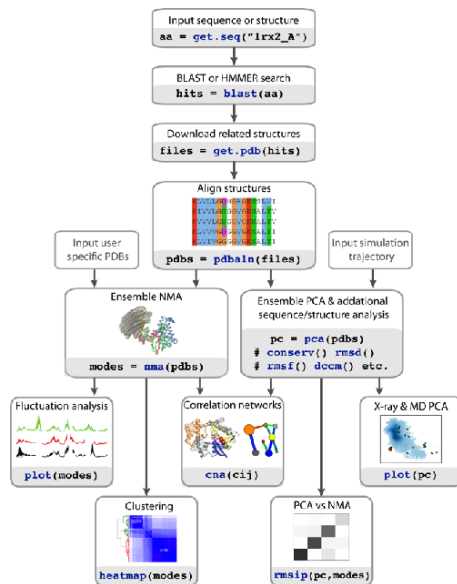 Input sequence or structure
aa = get.seq("1rx2_A")
BLAST or HMMER search
hits = blast(aa)
Download related structures
files = get.pdb(hits)
Align structures
pdbs = pdbaln(files)
Input user
specific PDBs
Input simulation
trajectory
Ensemble NMA
modes = nma(pdbs)
Ensemble PCA & addational
sequence/structure analysis
pc = pca(pdbs)
# conserv() rmsd()
# rmsf() dccm() etc.
Fluctuation analysis
plot(modes)
Correlation networks
cna(cij)
X-ray & MD PCA
plot(pc)
Clustering
heatmap(modes)
PCA vs NMA
rmsip(pc,modes)